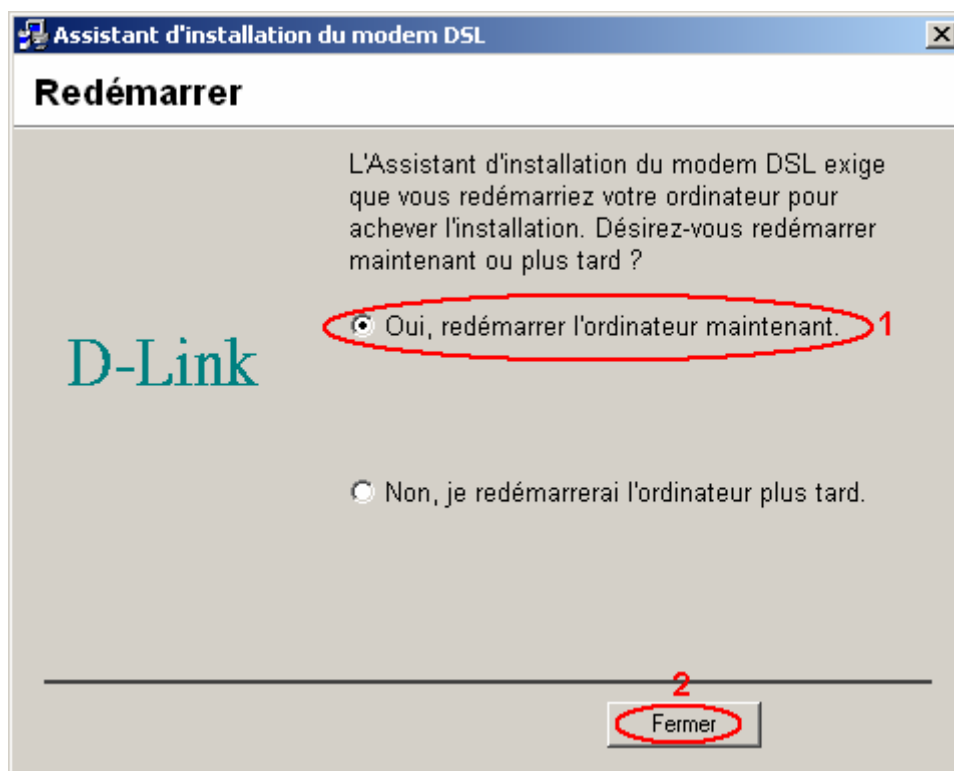 Assistant d'installation du modem DSL
Redémarrer
L'Assistant d'installation du modem DSL exige
que vous redémarriez votre ordinateur pour
achever l'installation. Désirez-vous redémarrer
maintenant ou plus tard ?
Oui, redémarrer l'ordinateur maintenant. 1
D-Link
Non, je redémarrerai l'ordinateur plus tard.
2
Fermer